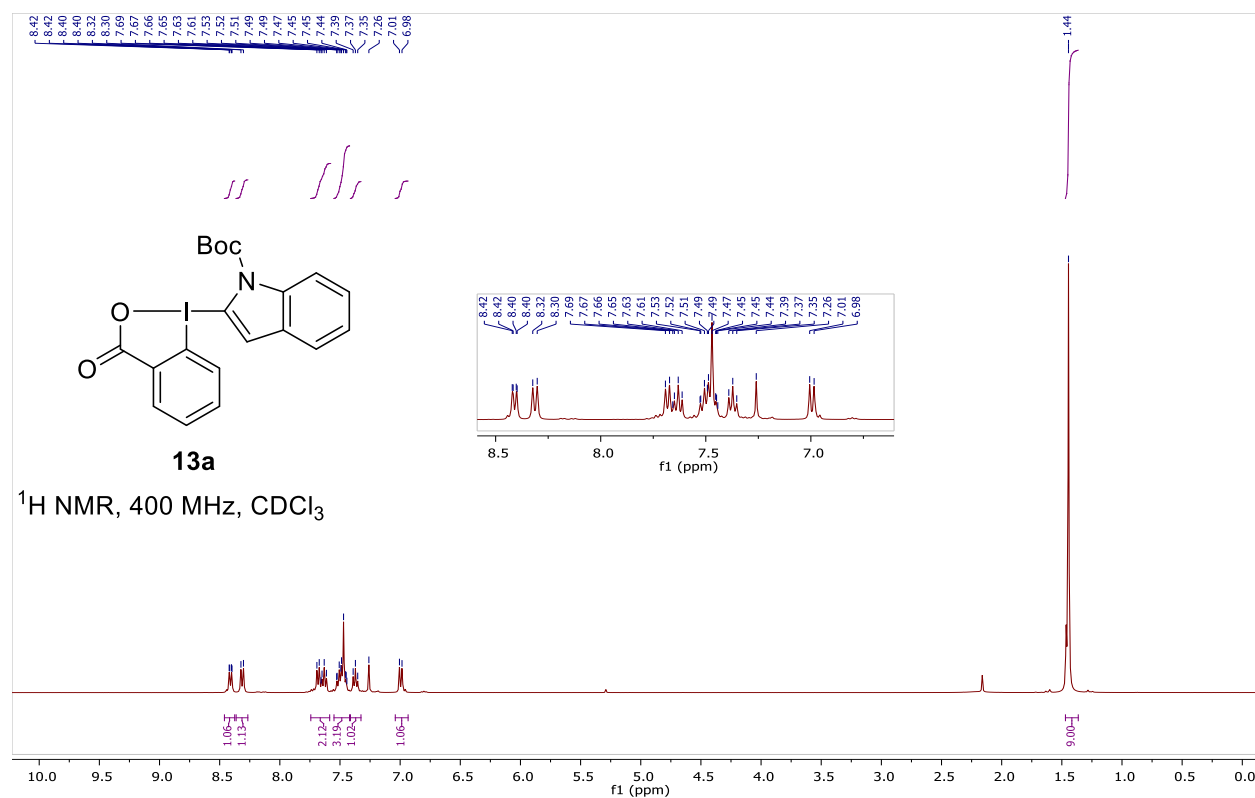 8.42 8.42 8.40 8.40 8.32 8.30 7.69 7.67 7.66 7.65 7.63 7.61 7.53 7.52 7.51 7.49 7.49 7.47 7.45 7.45 7.44 7.39 7.37 7.35 7.26 7.01 6.98
1.44
Boc
N
O I
O
13a
¹H NMR, 400 MHz, CDCl₃
8.42 8.42 8.40 8.40 8.32 8.30 7.69 7.67 7.66 7.65 7.63 7.61 7.53 7.52 7.51 7.49 7.49 7.47 7.45 7.45 7.44 7.39 7.37 7.35 7.26 7.01 6.98
8.5 8.0 7.5 7.0
f1 (ppm)
1.06 1.13 2.12 3.19 1.02 1.06 9.00
10.0 9.5 9.0 8.5 8.0 7.5 7.0 6.5 6.0 5.5 5.0 4.5 4.0 3.5 3.0 2.5 2.0 1.5 1.0 0.5 0.0
f1 (ppm)